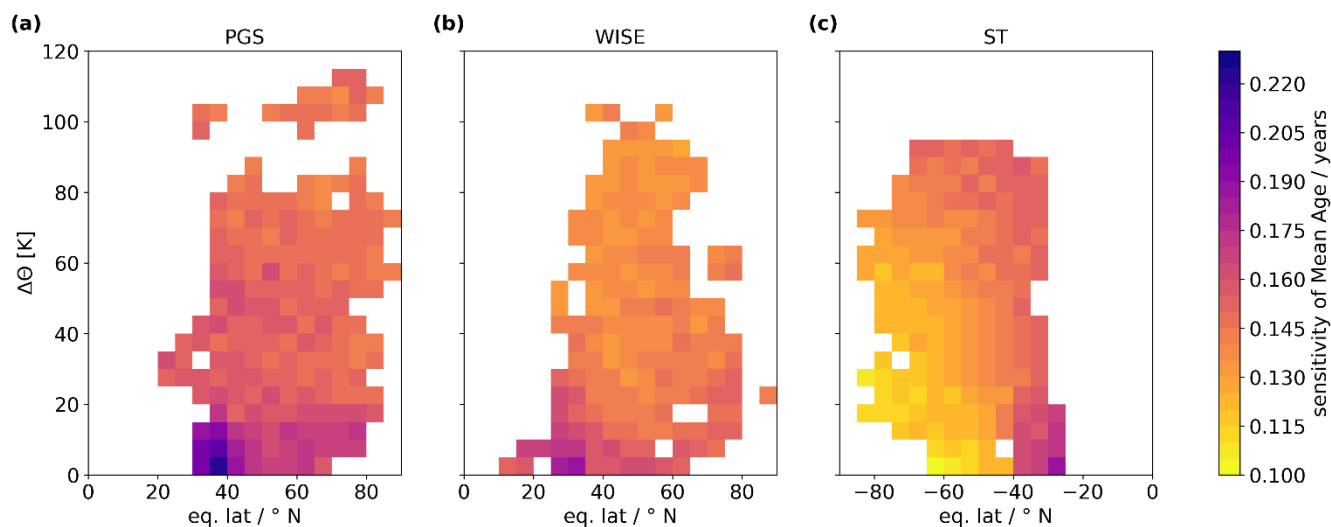 (a) PGS (b) WISE (c) ST
120
100
80
60
40
20
0
ΔΘ [K]
0 20 40 60 80
0 20 40 60 80
−80 −60 −40 −20 0
eq. lat / ° N
eq. lat / ° N
eq. lat / ° N
0.220
0.205
0.190
0.175
0.160
0.145
0.130
0.115
0.100
sensitivity of Mean Age / years